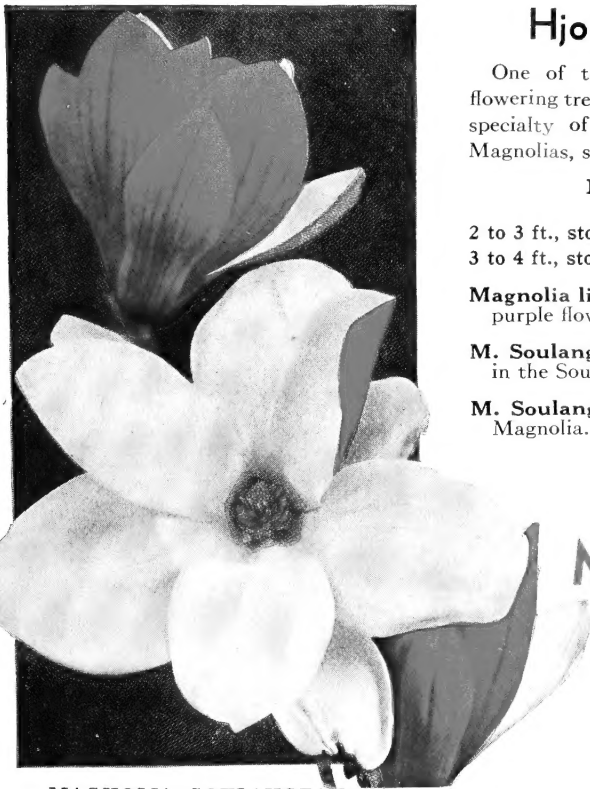 Hjo
One of t
flowering tre
specialty of
Magnolias, s
2 to 3 ft., sto
3 to 4 ft., sto
Magnolia li
purple flow
M. Soulang
in the Sou
M. Soulang
Magnolia.